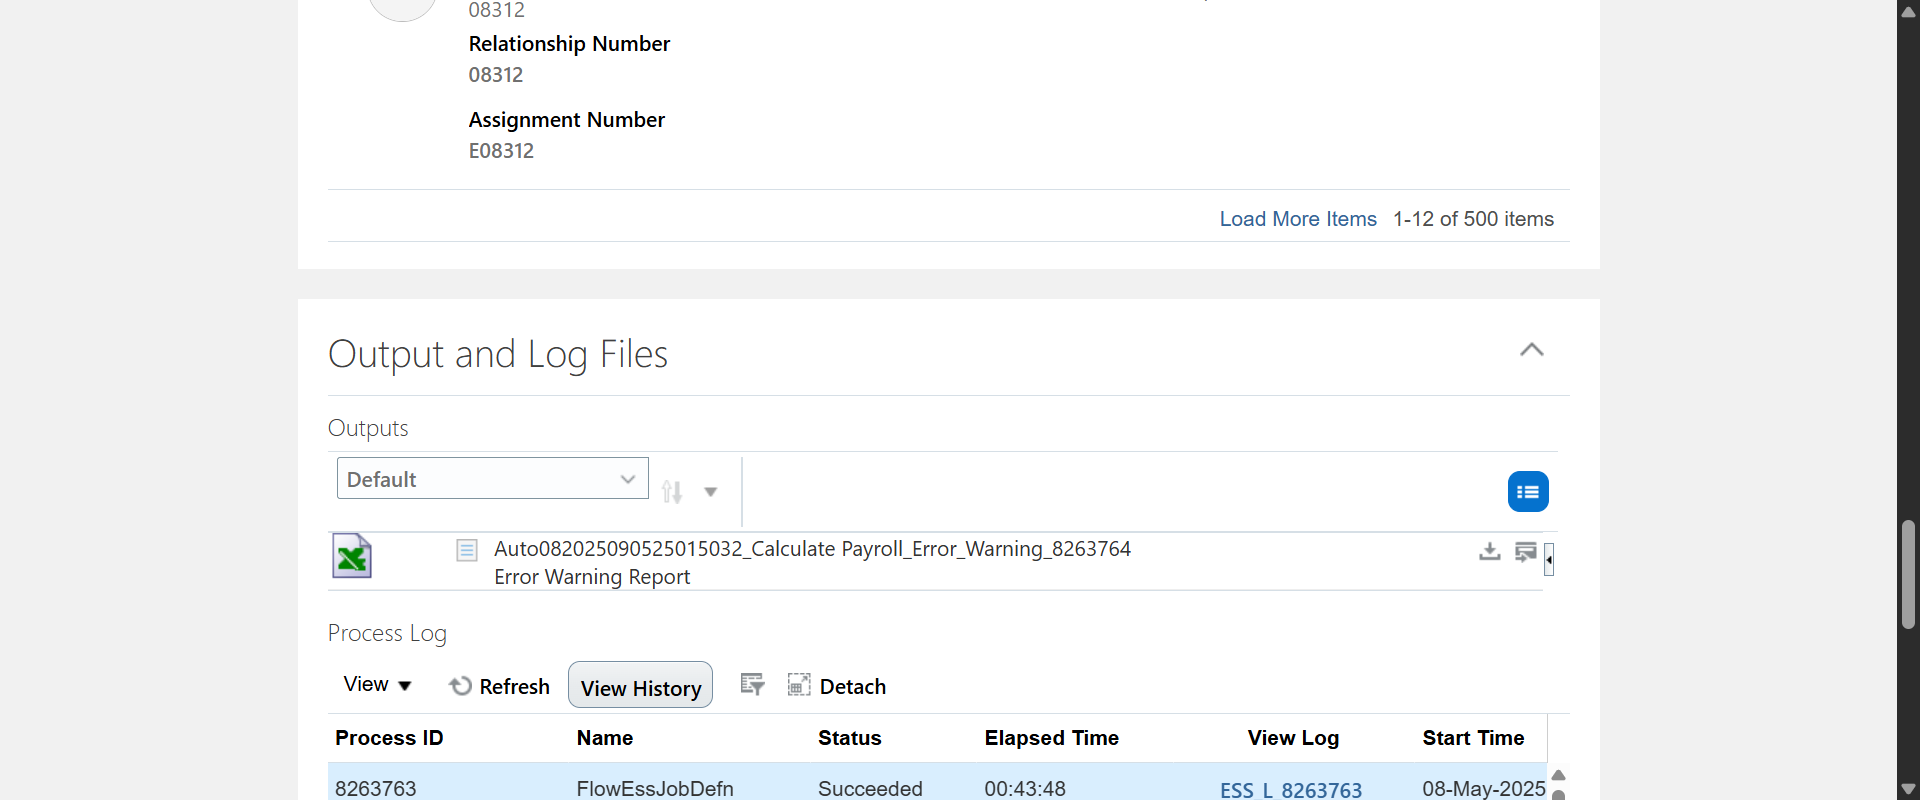 08312
Relationship Number
08312
Assignment Number
E08312
Load More Items 1-12 of 500 items
Output and Log Files
Outputs
Default
Auto082025090525015032_Calculate Payroll_Error_Warning_8263764
Error Warning Report
Process Log
View Refresh View History Detach
Process ID Name Status Elapsed Time View Log Start Time
8263763 FlowEssJobDefn Succeeded 00:43:48 ESS_L_8263763 08-May-2025